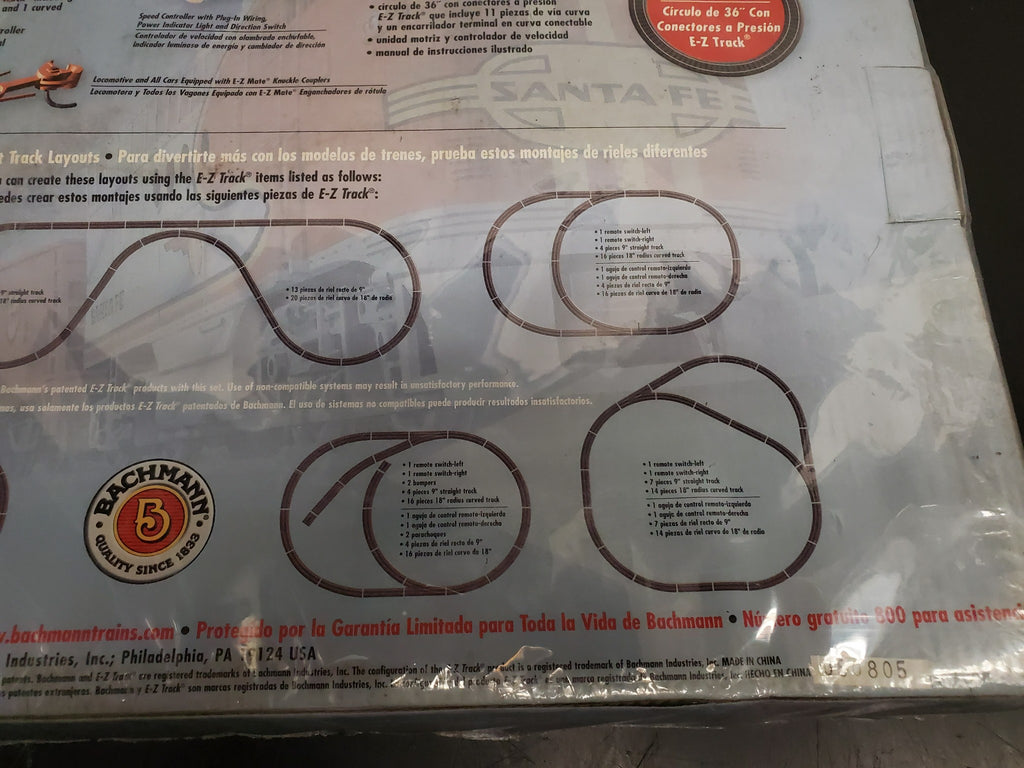 and 1 curved
roller
Speed Controller with Plug-In Wiring,
Power Indicator Light and Direction Switch
Controlador de velocidad con alambrado enchufable,
indicador luminoso de energía y cambiador de dirección
• círculo de 36" con conectores a presión
E-Z Track® que incluye 11 piezas de vía curva
y un encarrilador terminal en curva conectable
• unidad motriz y controlador de velocidad
• manual de instrucciones ilustrado
Círculo de 36" Con
Conectores a Presión
E-Z Track®
Locomotive and All Cars Equipped with E-Z Mate® Knuckle Couplers
Locomotora y Todos los Vagones Equipado con E-Z Mate® Enganchadores de rótula
SANTA FE
t Track Layouts • Para divertirte más con los modelos de trenes, prueba estos montajes de rieles diferentes
can create these layouts using the E-Z Track® items listed as follows:
edes crear estos montajes usando las siguientes piezas de E-Z Track®:
9" straight track
18" radius curved track
• 13 piezas de riel recto de 9"
• 20 piezas de riel curvo de 18" de radio
• 1 remote switch-left
• 1 remote switch-right
• 4 pieces 9" straight track
• 16 pieces 18" radius curved track
• 1 aguja de control remoto-izquierda
• 1 aguja de control remoto-derecha
• 4 piezas de riel recto de 9"
• 16 piezas de riel curvo de 18" de radio
Bachmann's patented E-Z Track® products with this set. Use of non-compatible systems may result in unsatisfactory performance.
mas, usa solamente los productos E-Z Track® patentados de Bachmann. El uso de sistemas no compatibles puede producir resultados insatisfactorios.
BACHMANN
B
QUALITY SINCE 1833
• 1 remote switch-left
• 1 remote switch-right
• 2 bumpers
• 4 pieces 9" straight track
• 16 pieces 18" radius curved track
• 1 aguja de control remoto-izquierda
• 1 aguja de control remoto-derecha
• 2 parachoques
• 4 piezas de riel recto de 9"
• 16 piezas de riel curvo de 18"
• 1 remote switch-left
• 1 remote switch-right
• 7 pieces 9" straight track
• 14 pieces 18" radius curved track
• 1 aguja de control remoto-izquierda
• 1 aguja de control remoto-derecha
• 7 piezas de riel recto de 9"
• 14 piezas de riel curvo de 18" de radio
w.bachmanntrains.com • Protegido por la Garantía Limitada para Toda la Vida de Bachmann • Número gratuito 800 para asistenci
Industries, Inc.; Philadelphia, PA 19124 USA
patents. Bachmann and E-Z Track® are registered trademarks of Bachmann Industries, Inc. The configuration of the E-Z Track® product is a registered trademark of Bachmann Industries, Inc. MADE IN CHINA
patentes extranjeras. Bachmann y E-Z Track® son marcas registradas de Bachmann Industries, Inc. E-Z Track® marca registrada de Bachmann Industries, Inc. HECHO EN CHINA
0805